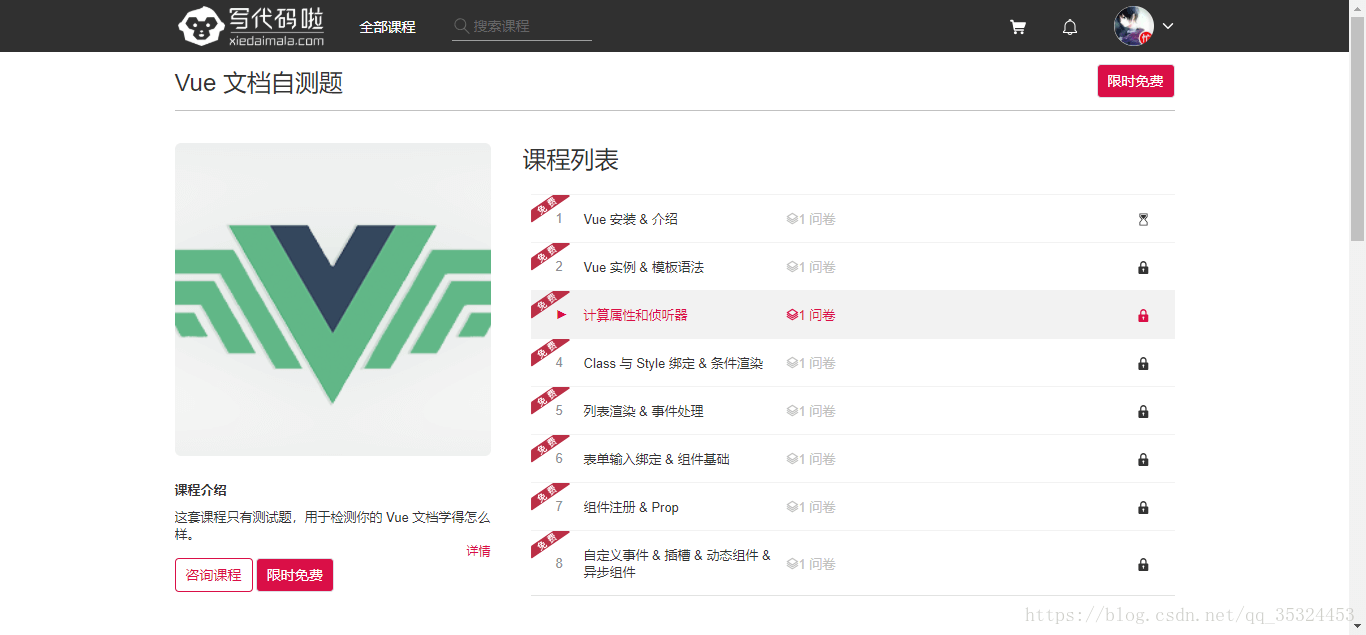 写代码啦
xiedaimala.com
全部课程
搜索课程
Vue 文档自测题
限时免费
课程列表
免费
1 Vue 安装 & 介绍 1 问卷
免费
2 Vue 实例 & 模板语法 1 问卷
免费
计算属性和侦听器 1 问卷
免费
4 Class 与 Style 绑定 & 条件渲染 1 问卷
免费
5 列表渲染 & 事件处理 1 问卷
免费
6 表单输入绑定 & 组件基础 1 问卷
免费
7 组件注册 & Prop 1 问卷
免费
8 自定义事件 & 插槽 & 动态组件 &
异步组件 1 问卷
课程介绍
这套课程只有测试题，用于检测你的 Vue 文档学得怎么
样。
详情
咨询课程 限时免费
https://blog.csdn.net/qq_35324453